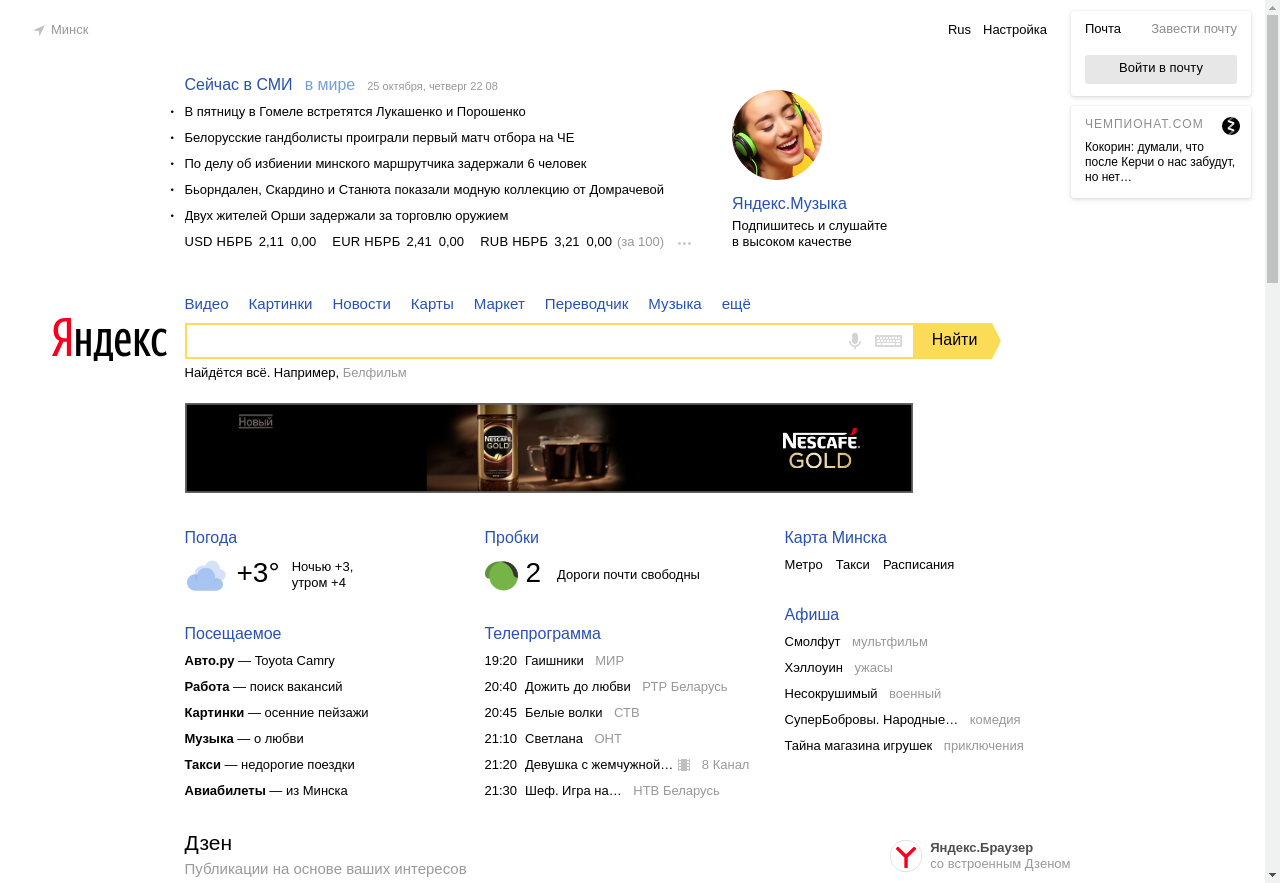 Минск
Rus Настройка
Почта Завести почту
Войти в почту
ЧЕМПИОНАТ.COM
Кокорин: думали, что
после Керчи о нас забудут,
но нет…
Сейчас в СМИ в мире 25 октября, четверг 22 08
В пятницу в Гомеле встретятся Лукашенко и Порошенко
Белорусские гандболисты проиграли первый матч отбора на ЧЕ
По делу об избиении минского маршрутчика задержали 6 человек
Бьорндален, Скардино и Станюта показали модную коллекцию от Домрачевой
Двух жителей Орши задержали за торговлю оружием
USD НБРБ 2,11 0,00 EUR НБРБ 2,41 0,00 RUB НБРБ 3,21 0,00 (за 100)
Яндекс.Музыка
Подпишитесь и слушайте
в высоком качестве
Видео Картинки Новости Карты Маркет Переводчик Музыка ещё
Яндекс
Найти
Найдётся всё. Например, Белфильм
Новый
NESCAFÉ
GOLD
NESCAFÉ.
GOLD
Погода
+3° Ночью +3,
утром +4
Пробки
2 Дороги почти свободны
Карта Минска
Метро Такси Расписания
Посещаемое
Авто.ру — Toyota Camry
Работа — поиск вакансий
Картинки — осенние пейзажи
Музыка — о любви
Такси — недорогие поездки
Авиабилеты — из Минска
Телепрограмма
19:20 Гаишники МИР
20:40 Дожить до любви РТР Беларусь
20:45 Белые волки СТВ
21:10 Светлана ОНТ
21:20 Девушка с жемчужной… 8 Канал
21:30 Шеф. Игра на… НТВ Беларусь
Афиша
Смолфут мультфильм
Хэллоуин ужасы
Несокрушимый военный
СуперБобровы. Народные… комедия
Тайна магазина игрушек приключения
Дзен
Публикации на основе ваших интересов
Яндекс.Браузер
со встроенным Дзеном